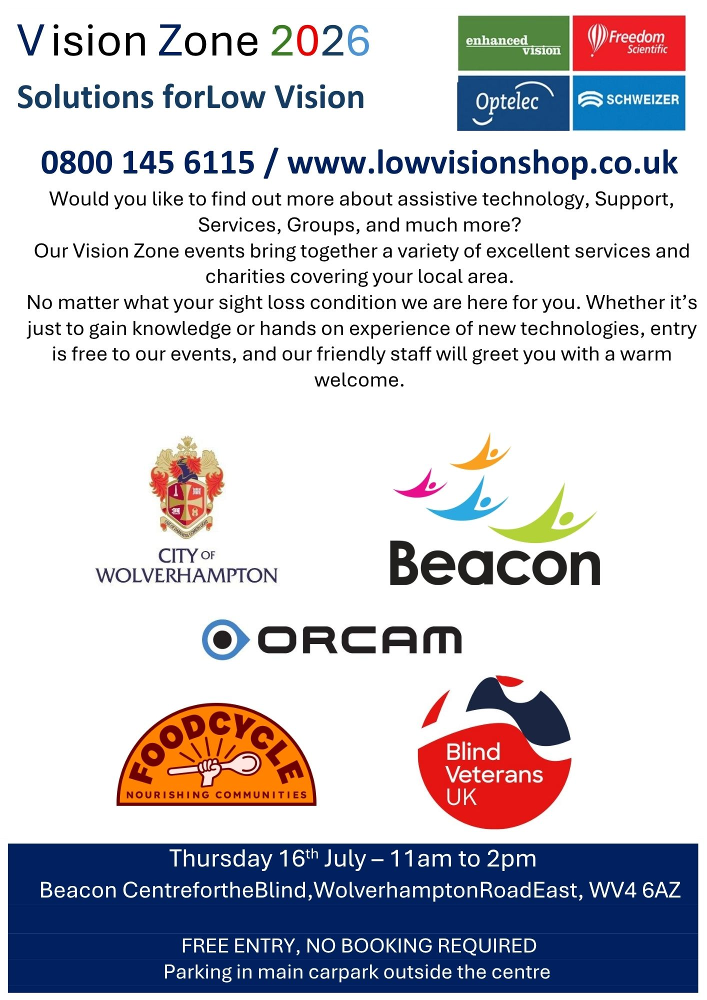 Vision Zone 2026
Solutions forLow Vision
enhanced
vision
Freedom
Scientific
Optelec
SCHWEIZER
0800 145 6115 / www.lowvisionshop.co.uk
Would you like to find out more about assistive technology, Support,
Services, Groups, and much more?
Our Vision Zone events bring together a variety of excellent services and
charities covering your local area.
No matter what your sight loss condition we are here for you. Whether it’s
just to gain knowledge or hands on experience of new technologies, entry
is free to our events, and our friendly staff will greet you with a warm
welcome.
OUT OF DARKNESS COMETH LIGHT
CITY OF
WOLVERHAMPTON
Beacon
ORCAM
FOODCYCLE
NOURISHING COMMUNITIES
Blind
Veterans
UK
Thursday 16th July – 11am to 2pm
Beacon CentrefortheBlind,WolverhamptonRoadEast, WV4 6AZ
FREE ENTRY, NO BOOKING REQUIRED
Parking in main carpark outside the centre